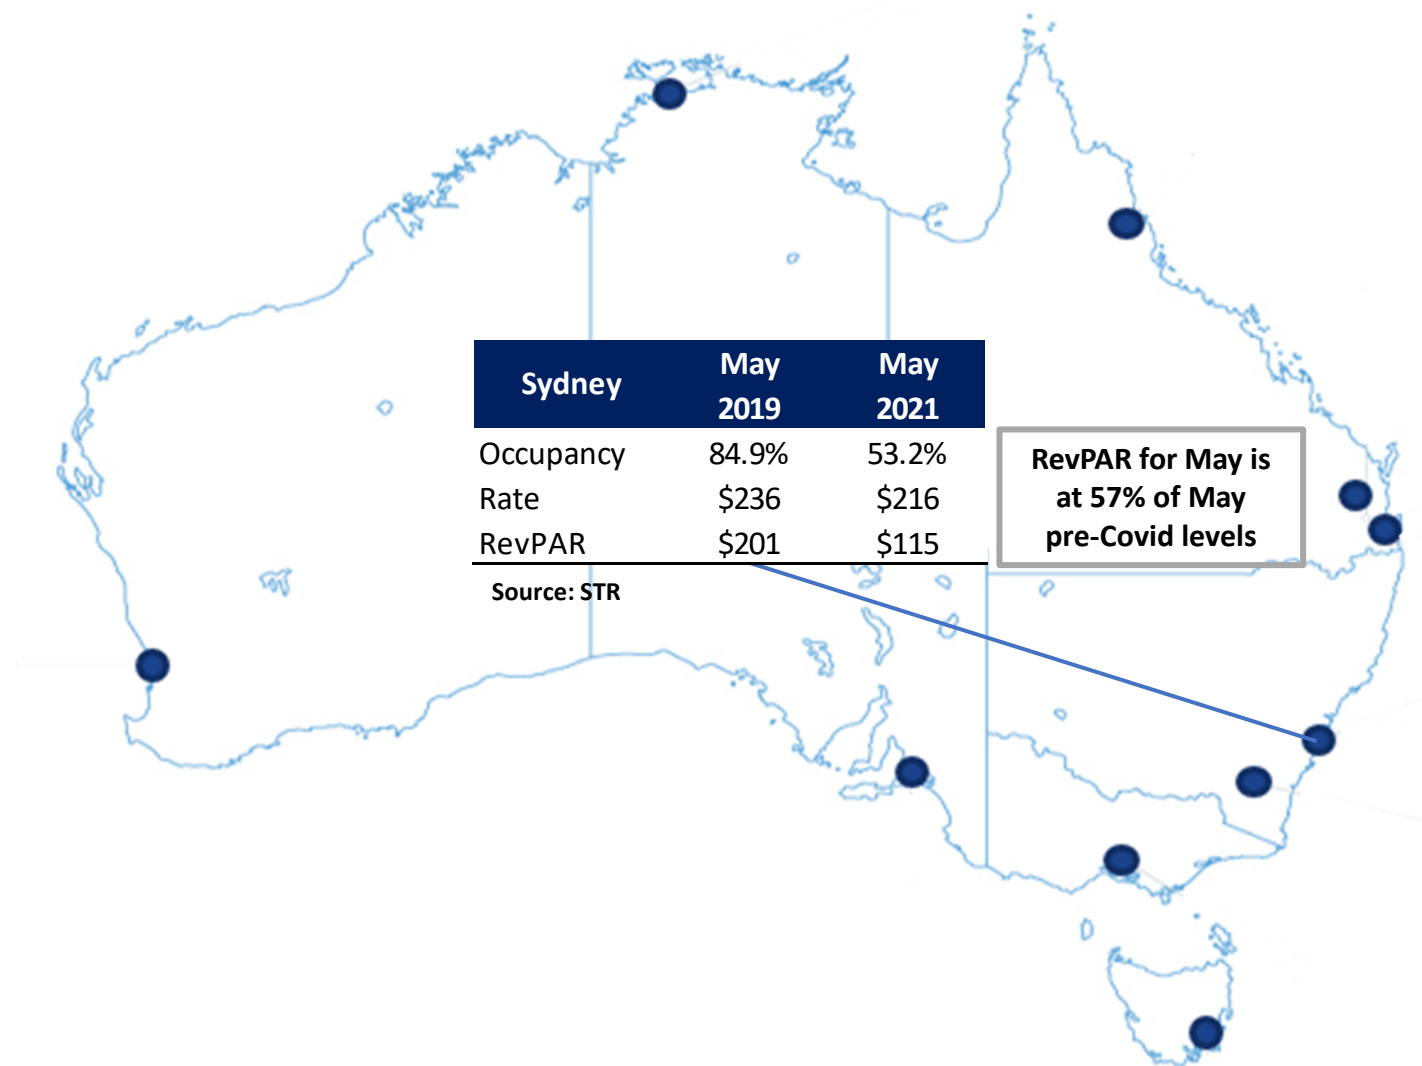 Sydney May 2019 May 2021
Occupancy 84.9% 53.2%
Rate $236 $216
RevPAR $201 $115
Source: STR
RevPAR for May is
at 57% of May
pre-Covid levels